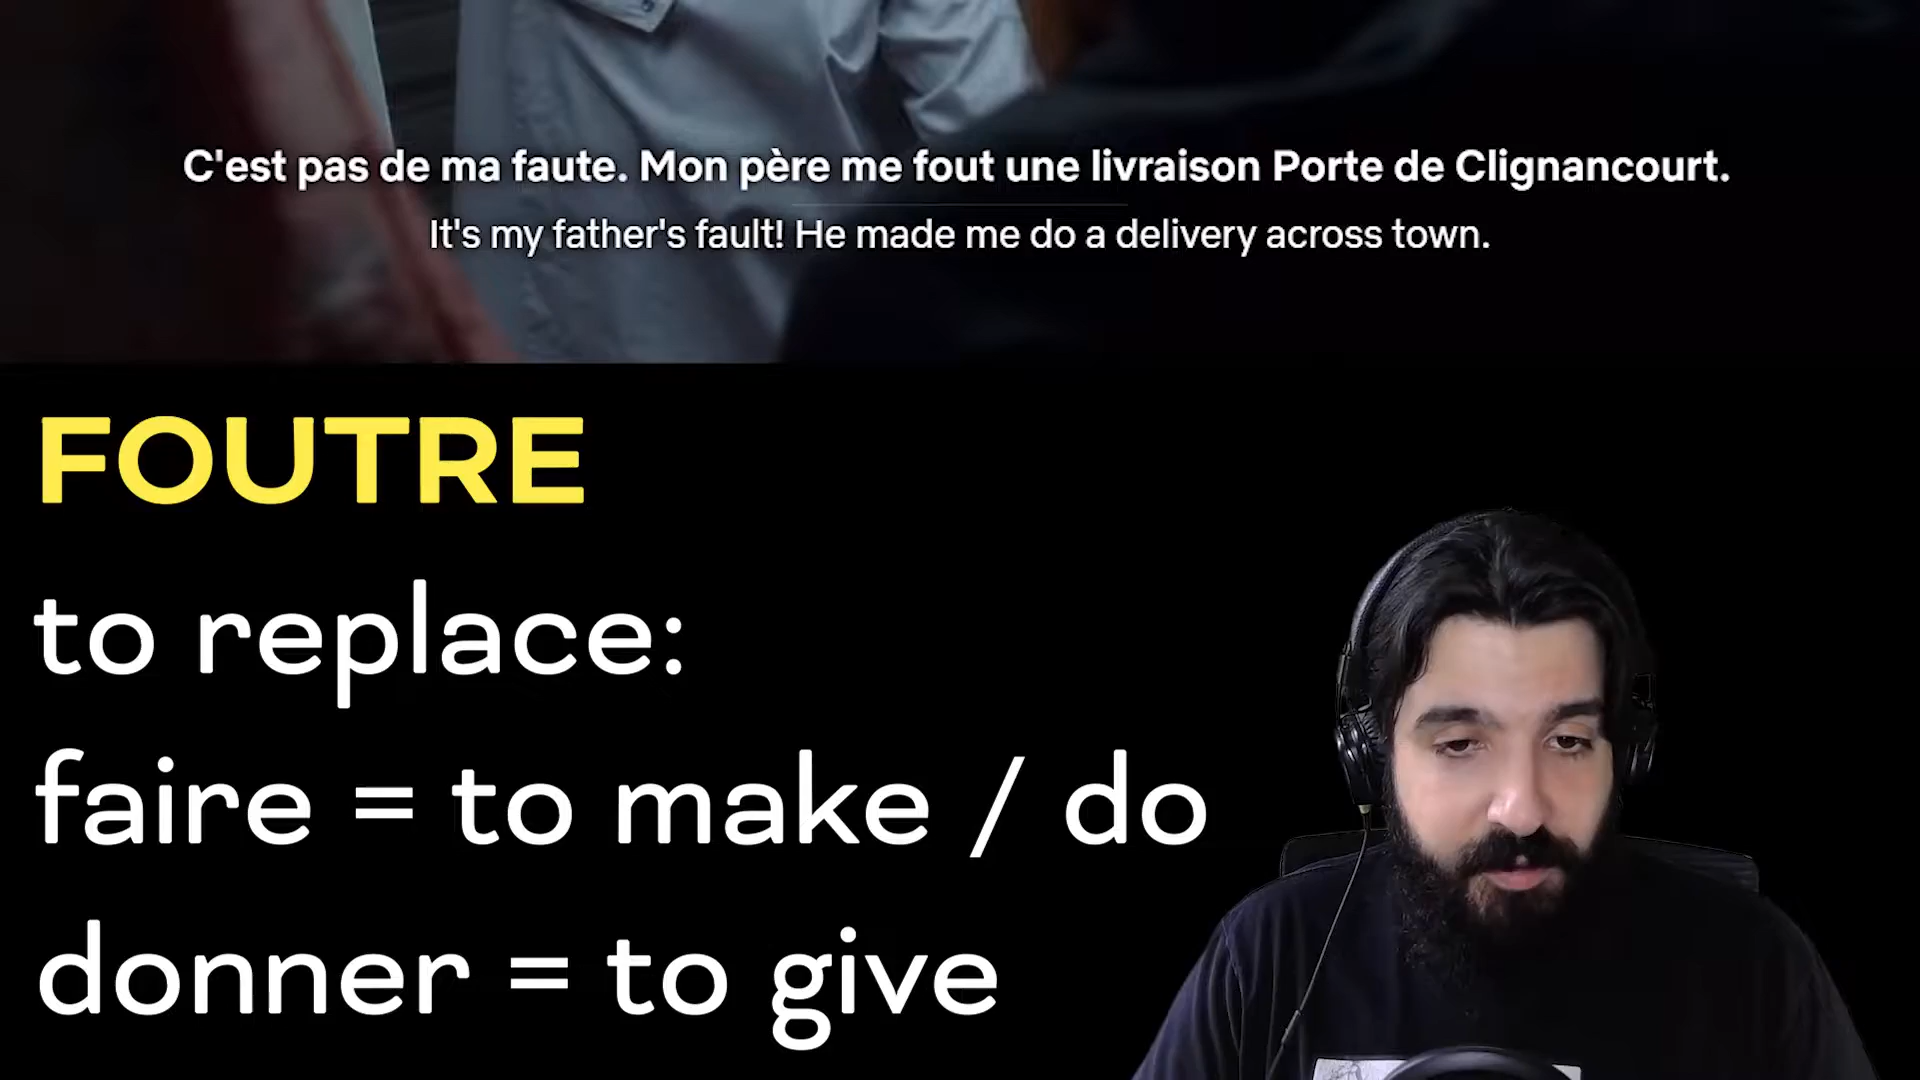 C'est pas de ma faute. Mon père me fout une livraison Porte de Clignancourt.
It's my father's fault! He made me do a delivery across town.
FOUTRE
to replace:
faire = to make / do
donner = to give